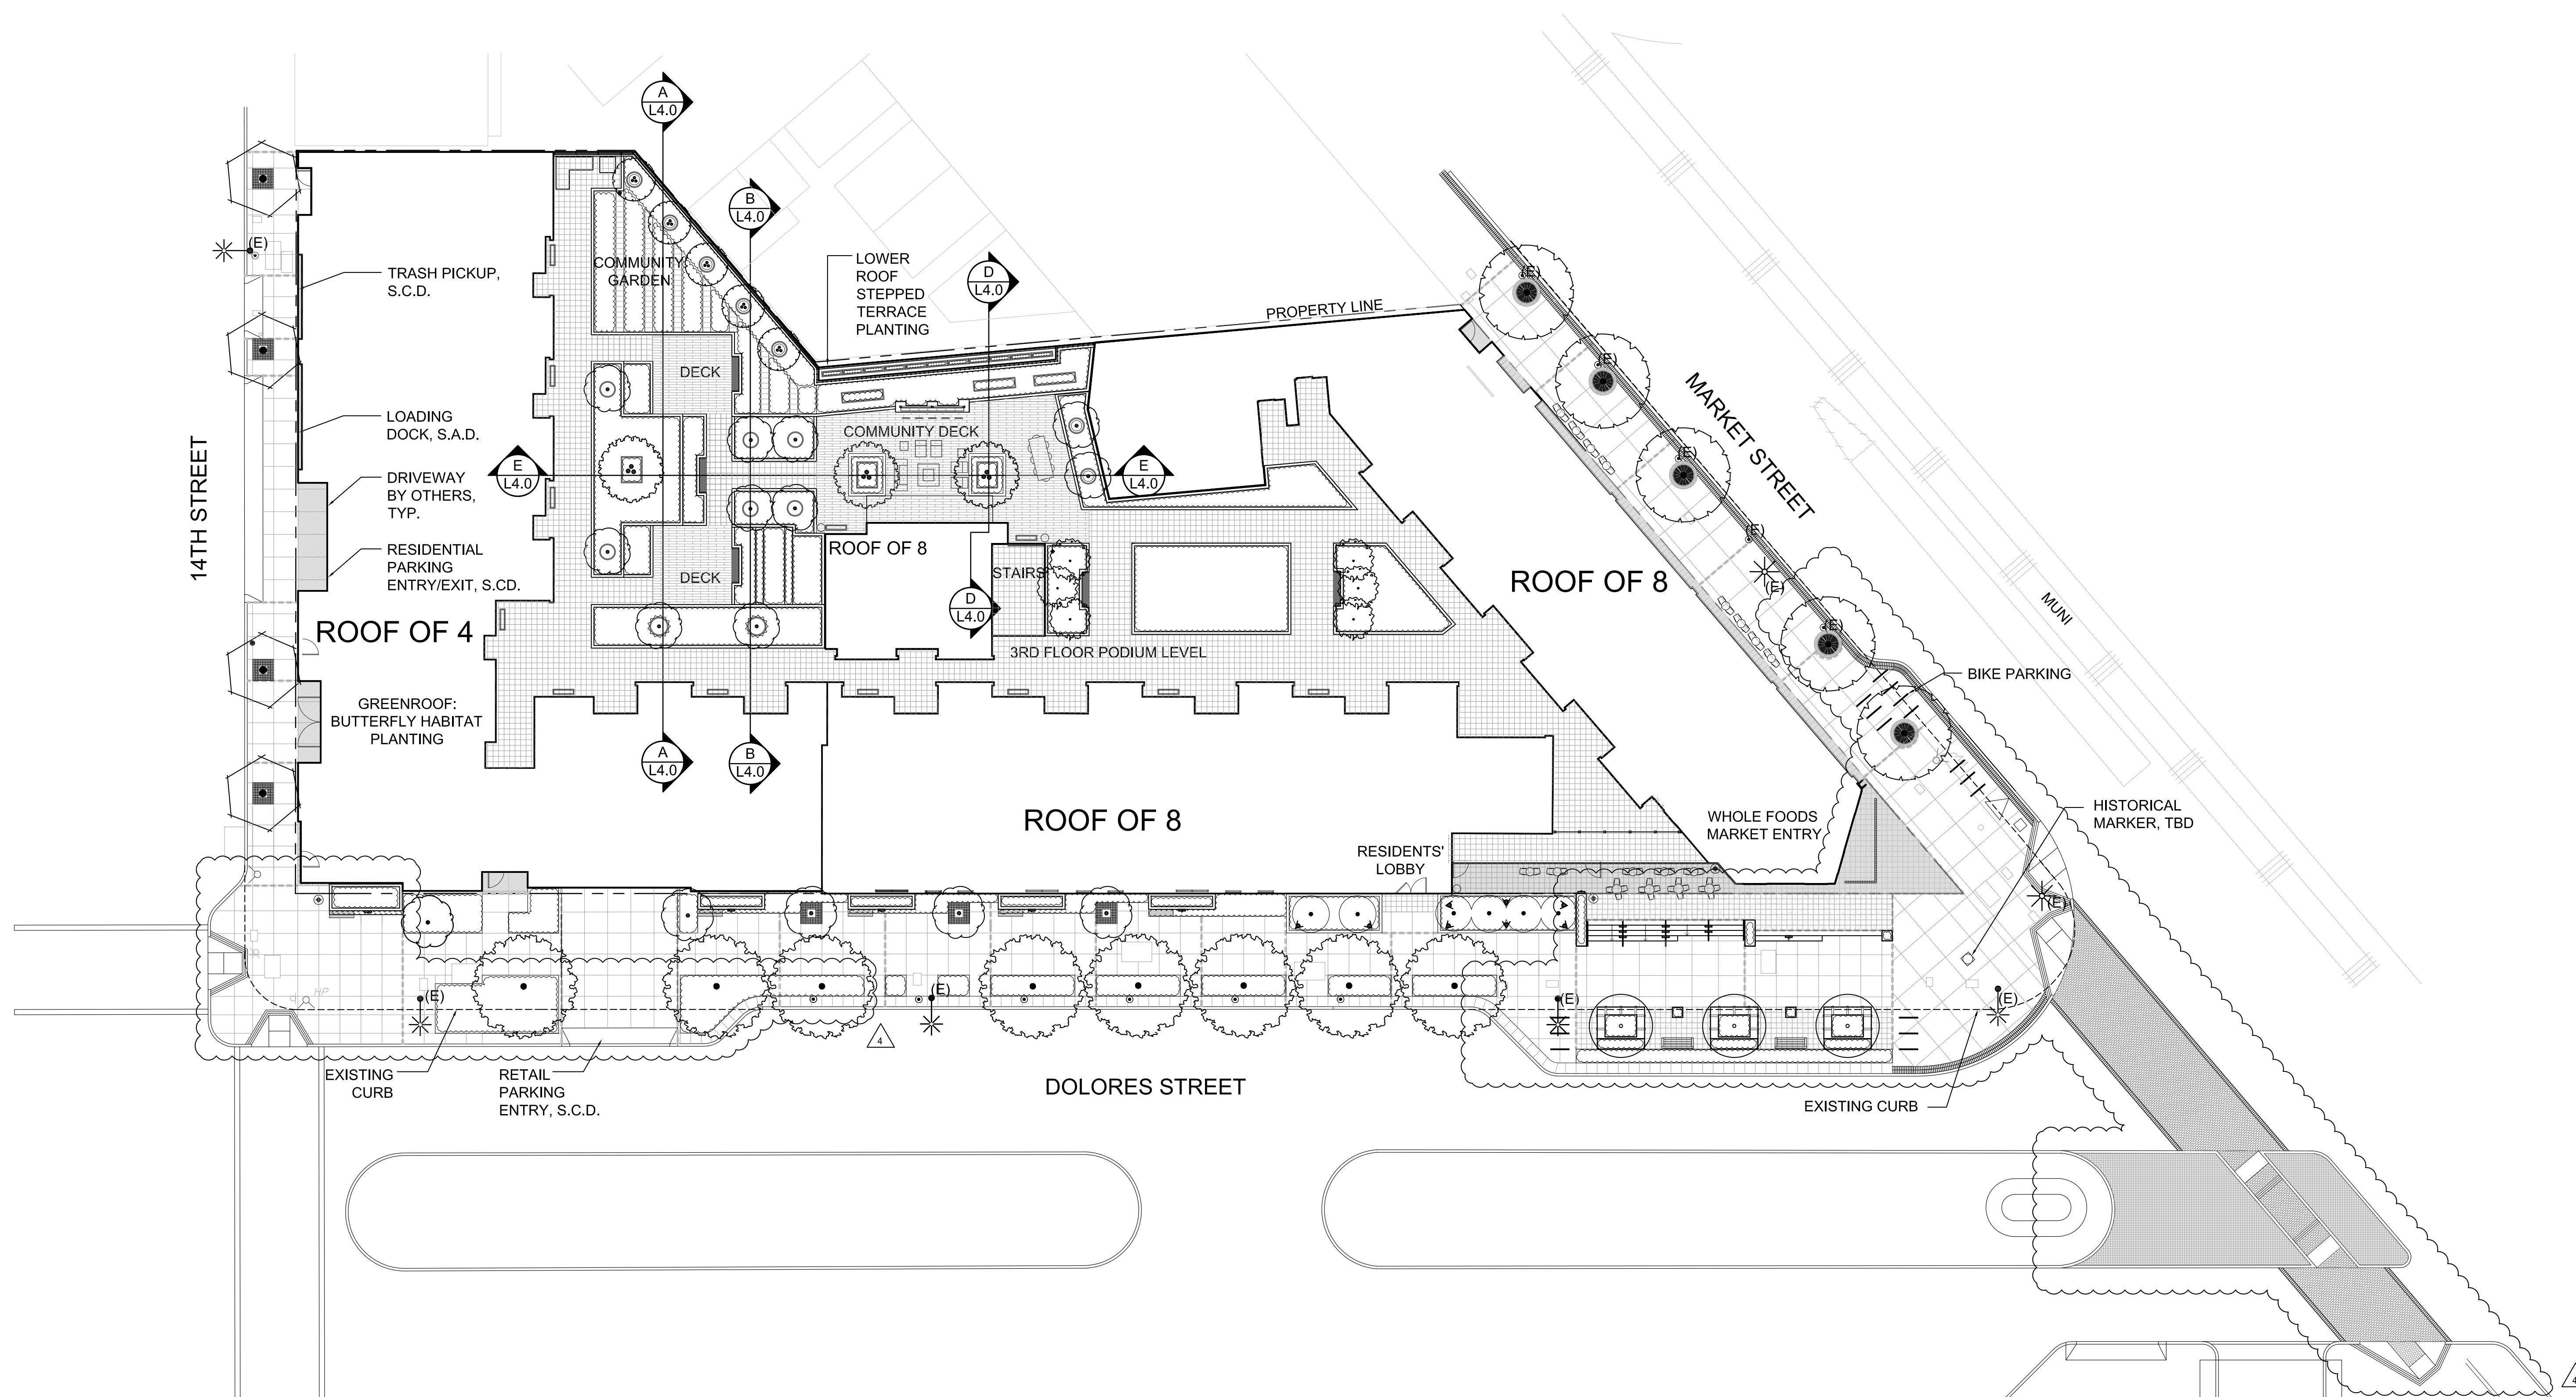 A
L4.0
B
L4.0
(E)
TRASH PICKUP,
S.C.D.
COMMUNITY
GARDEN
LOWER
ROOF
STEPPED
TERRACE
PLANTING
D
L4.0
PROPERTY LINE
(E)
(E)
(E)
(E)
(E)
(E)
MARKET STREET
MUNI
DECK
COMMUNITY DECK
LOADING
DOCK, S.A.D.
14TH STREET
E
L4.0
E
L4.0
DRIVEWAY
BY OTHERS,
TYP.
RESIDENTIAL
PARKING
ENTRY/EXIT, S.CD.
ROOF OF 8
STAIRS
DECK
ROOF OF 8
D
L4.0
ROOF OF 4
3RD FLOOR PODIUM LEVEL
BIKE PARKING
GREENROOF:
BUTTERFLY HABITAT
PLANTING
A
L4.0
B
L4.0
ROOF OF 8
WHOLE FOODS
MARKET ENTRY
HISTORICAL
MARKER, TBD
RESIDENTS'
LOBBY
(E)
HP
(E)
(E)
(E)
(E)
4
EXISTING
CURB
RETAIL
PARKING
ENTRY, S.C.D.
DOLORES STREET
EXISTING CURB
4